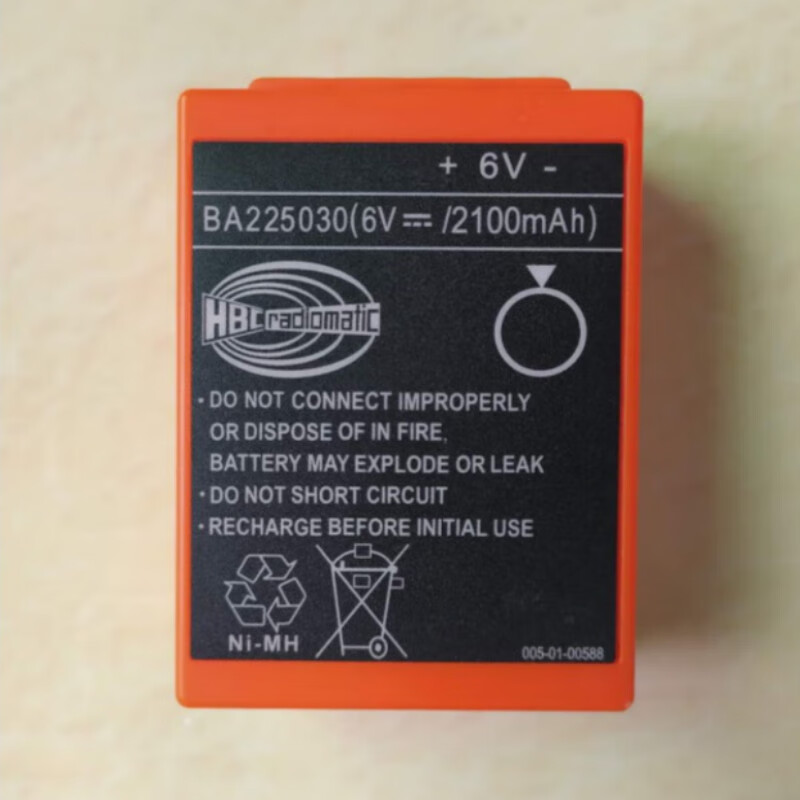 + 6V -
BA225030(6V⎓/2100mAh)
HBC radiomatic
· DO NOT CONNECT IMPROPERLY
OR DISPOSE OF IN FIRE,
BATTERY MAY EXPLODE OR LEAK
· DO NOT SHORT CIRCUIT
· RECHARGE BEFORE INITIAL USE
Ni-MH
005-01-00588